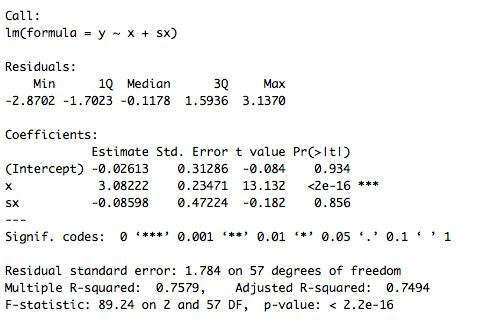 Call:
lm(formula = y ~ x + sx)
Residuals:
Min 1Q Median 3Q Max
-2.8702 -1.7023 -0.1178 1.5936 3.1370
Coefficients:
Estimate Std. Error t value Pr(>|t|)
(Intercept) -0.02613 0.31286 -0.084 0.934
x 3.08222 0.23471 13.132 <2e-16 ***
sx -0.08598 0.47224 -0.182 0.856
---
Signif. codes: 0 ‘***’ 0.001 ‘**’ 0.01 ‘*’ 0.05 ‘.’ 0.1 ‘ ’ 1
Residual standard error: 1.784 on 57 degrees of freedom
Multiple R-squared: 0.7579, Adjusted R-squared: 0.7494
F-statistic: 89.24 on 2 and 57 DF, p-value: < 2.2e-16